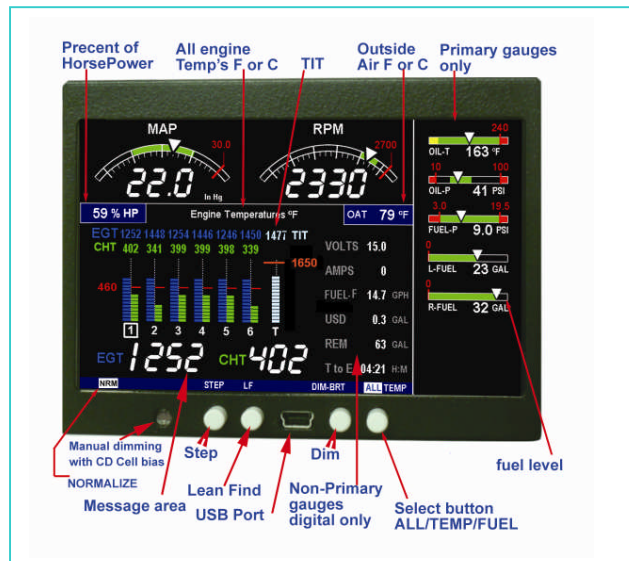 Precent of
HorsePower
All engine
Temp's F or C
TIT
Outside
Air F or C
Primary gauges
only
MAP
30.0
22.0
In Hg
RPM
2700
2330
240
OIL-T 163 ºF
10 100
OIL-P 41 PSI
3.0 19.5
FUEL-P 9.0 PSI
0
L-FUEL 23 GAL
0
R-FUEL 32 GAL
59 % HP
Engine Temperatures ºF
OAT 79 ºF
EGT 1252 1448 1254 1446 1246 1450 1477 TIT
CHT 402 341 399 399 398 339
1650
460
1 2 3 4 5 6 T
VOLTS 15.0
AMPS 0
FUEL-F 14.7 GPH
USD 0.3 GAL
REM 63 GAL
T to E 04:21 H:M
EGT 1252 CHT 402
NRM STEP LF DIM-BRT ALL TEMP
Manual dimming
with CD Cell bias
NORMALIZE
Message area
Step
Lean Find
USB Port
Dim
Non-Primary
gauges
digital only
Select button
ALL/TEMP/FUEL
fuel level